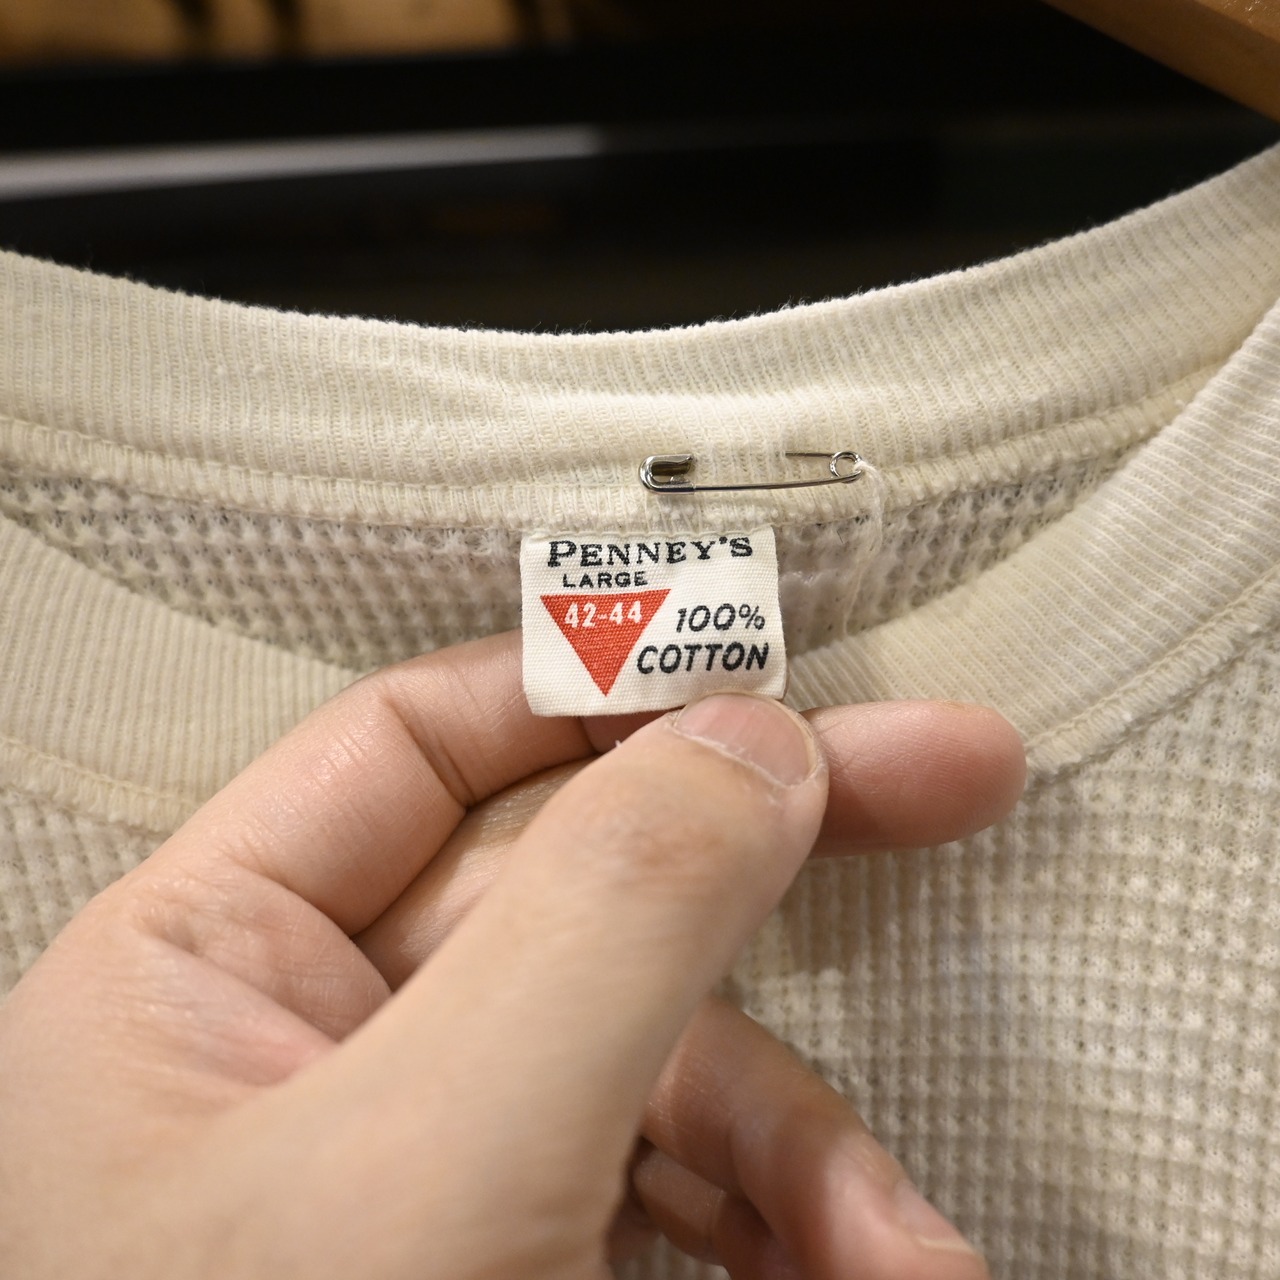 PENNEY'S
LARGE
42-44
100%
COTTON